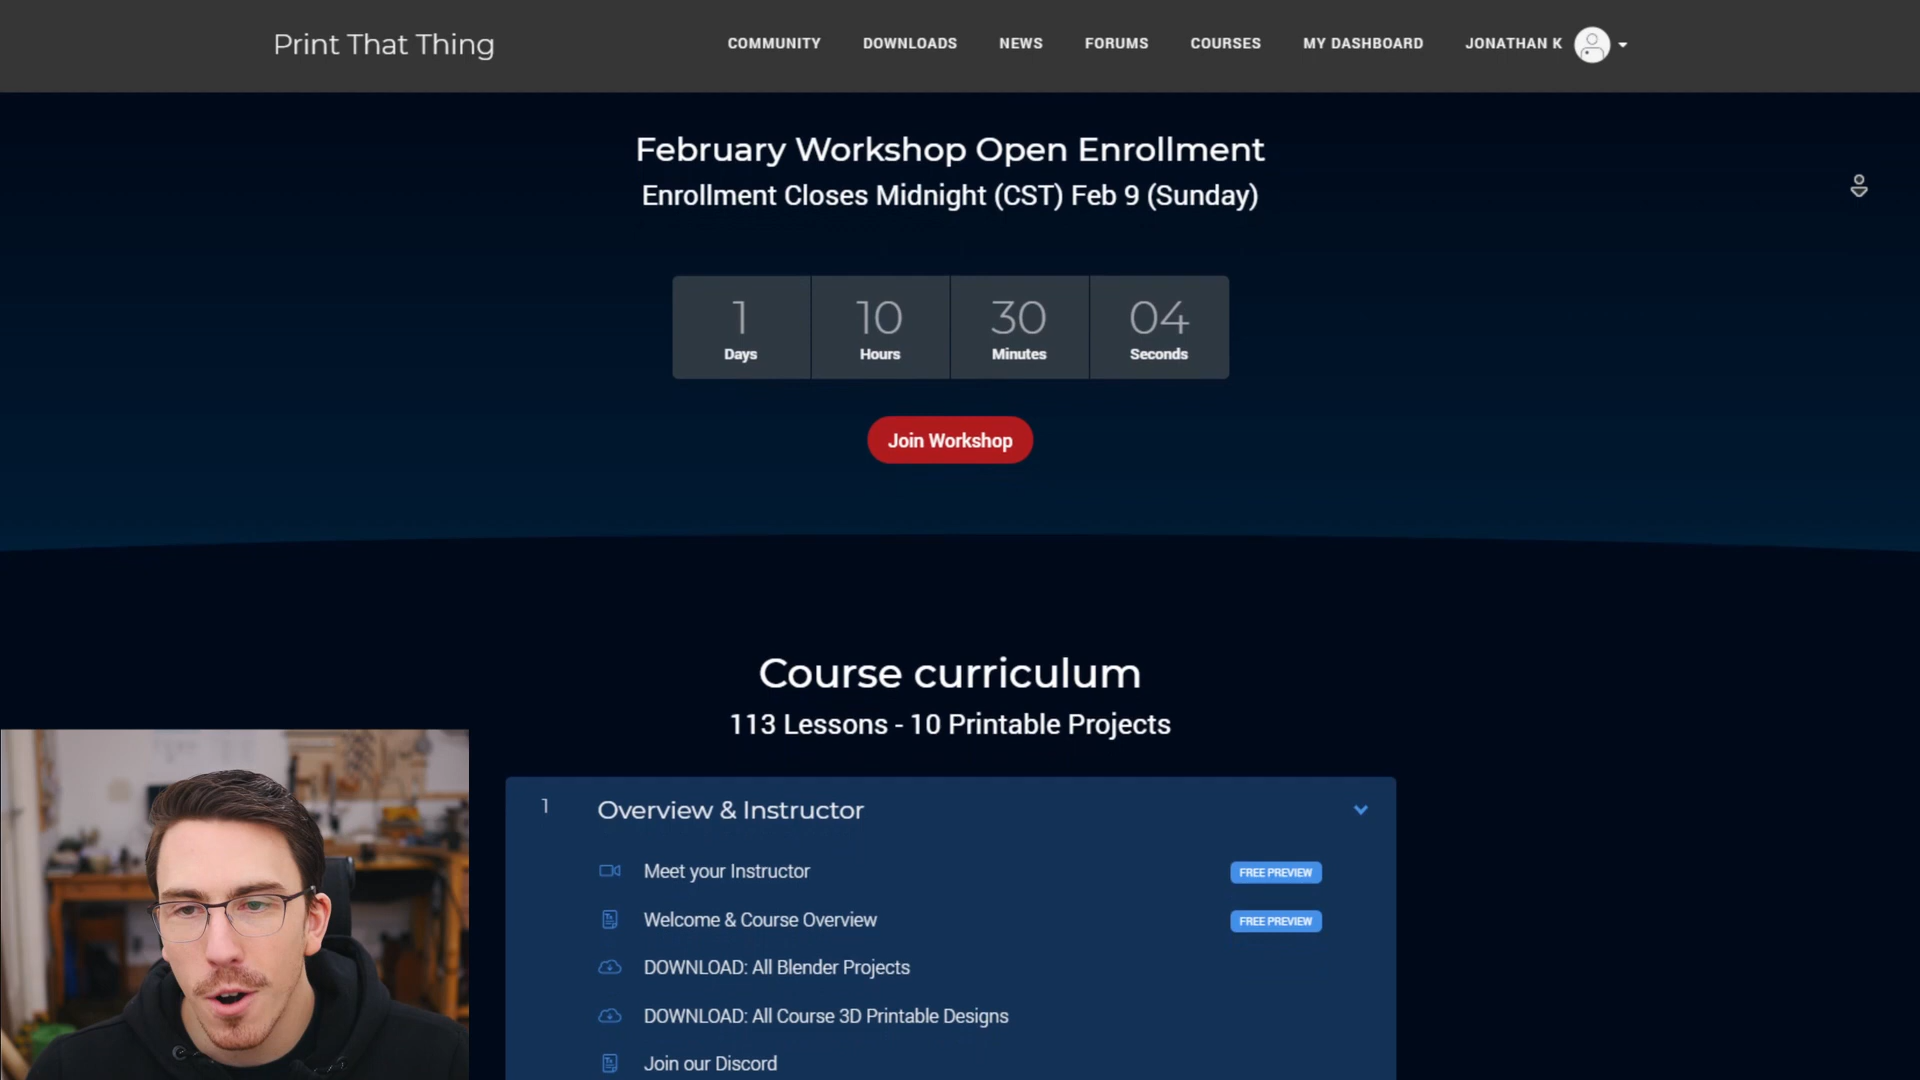 Print That Thing
COMMUNITY
DOWNLOADS
NEWS
FORUMS
COURSES
MY DASHBOARD
JONATHAN K
February Workshop Open Enrollment
Enrollment Closes Midnight (CST) Feb 9 (Sunday)
1
10
30
04
Days
Hours
Minutes
Seconds
Join Workshop
Course curriculum
113 Lessons - 10 Printable Projects
1
Overview & Instructor
Meet your Instructor
FREE PREVIEW
Welcome & Course Overview
FREE PREVIEW
DOWNLOAD: All Blender Projects
DOWNLOAD: All Course 3D Printable Designs
Join our Discord